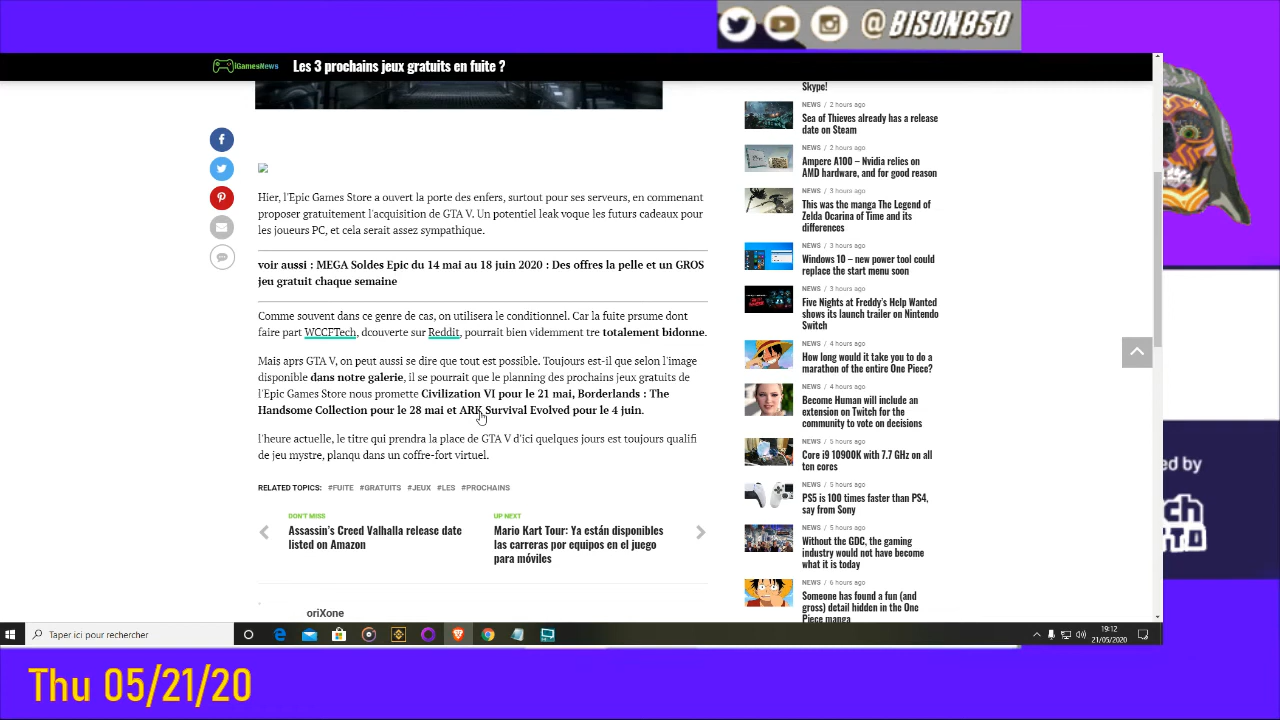 @BISON850
IGamesNews
Les 3 prochains jeux gratuits en fuite ?
Hier, l'Epic Games Store a ouvert la porte des enfers, surtout pour ses serveurs, en commenant
proposer gratuitement l'acquisition de GTA V. Un potentiel leak voque les futurs cadeaux pour
les joueurs PC, et cela serait assez sympathique.
voir aussi : MEGA Soldes Epic du 14 mai au 18 juin 2020 : Des offres la pelle et un GROS
jeu gratuit chaque semaine
Comme souvent dans ce genre de cas, on utilisera le conditionnel. Car la fuite prsume dont
faire part WCCFTech, dcouverte sur Reddit, pourrait bien videmment tre totalement bidonne.
Mais aprs GTA V, on peut aussi se dire que tout est possible. Toujours est-il que selon l'image
disponible dans notre galerie, il se pourrait que le planning des prochains jeux gratuits de
l'Epic Games Store nous promette Civilization VI pour le 21 mai, Borderlands : The
Handsome Collection pour le 28 mai et ARK Survival Evolved pour le 4 juin.
l'heure actuelle, le titre qui prendra la place de GTA V d'ici quelques jours est toujours qualifi
de jeu mystre, planqu dans un coffre-fort virtuel.
RELATED TOPICS: #FUITE #GRATUITS #JEUX #LES #PROCHAINS
DON'T MISS
Assassin's Creed Valhalla release date
listed on Amazon
UP NEXT
Mario Kart Tour: Ya están disponibles
las carreras por equipos en el juego
para móviles
oriXone
Skype!
NEWS / 2 hours ago
Sea of Thieves already has a release
date on Steam
NEWS / 2 hours ago
Ampere A100 – Nvidia relies on
AMD hardware, and for good reason
NEWS / 3 hours ago
This was the manga The Legend of
Zelda Ocarina of Time and its
differences
NEWS / 3 hours ago
Windows 10 – new power tool could
replace the start menu soon
NEWS / 3 hours ago
Five Nights at Freddy's Help Wanted
shows its launch trailer on Nintendo
Switch
NEWS / 4 hours ago
How long would it take you to do a
marathon of the entire One Piece?
NEWS / 4 hours ago
Become Human will include an
extension on Twitch for the
community to vote on decisions
NEWS / 5 hours ago
Core i9 10900K with 7.7 GHz on all
ten cores
NEWS / 5 hours ago
PS5 is 100 times faster than PS4,
say from Sony
NEWS / 5 hours ago
Without the GDC, the gaming
industry would not have become
what it is today
NEWS / 6 hours ago
Someone has found a fun (and
gross) detail hidden in the One
Piece manga
ed by
ch
Taper ici pour rechercher
19:12
21/05/2020
Thu 05/21/20